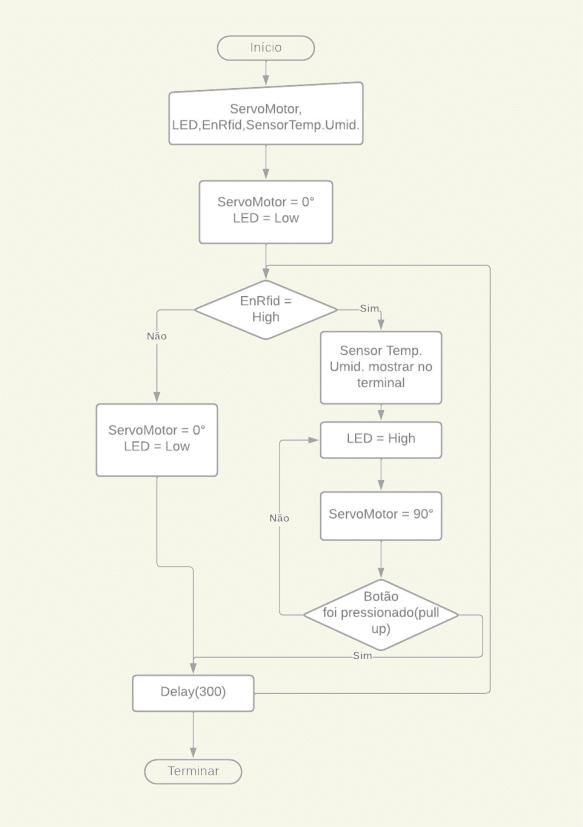 Início
ServoMotor,
LED,EnRfid,SensorTemp.Umid.
ServoMotor = 0°
LED = Low
EnRfid =
High
Sim
Não
Sensor Temp.
Umid. mostrar no
terminal
ServoMotor = 0°
LED = Low
LED = High
ServoMotor = 90°
Não
Botão
foi pressionado(pull
up)
Sim
Delay(300)
Terminar